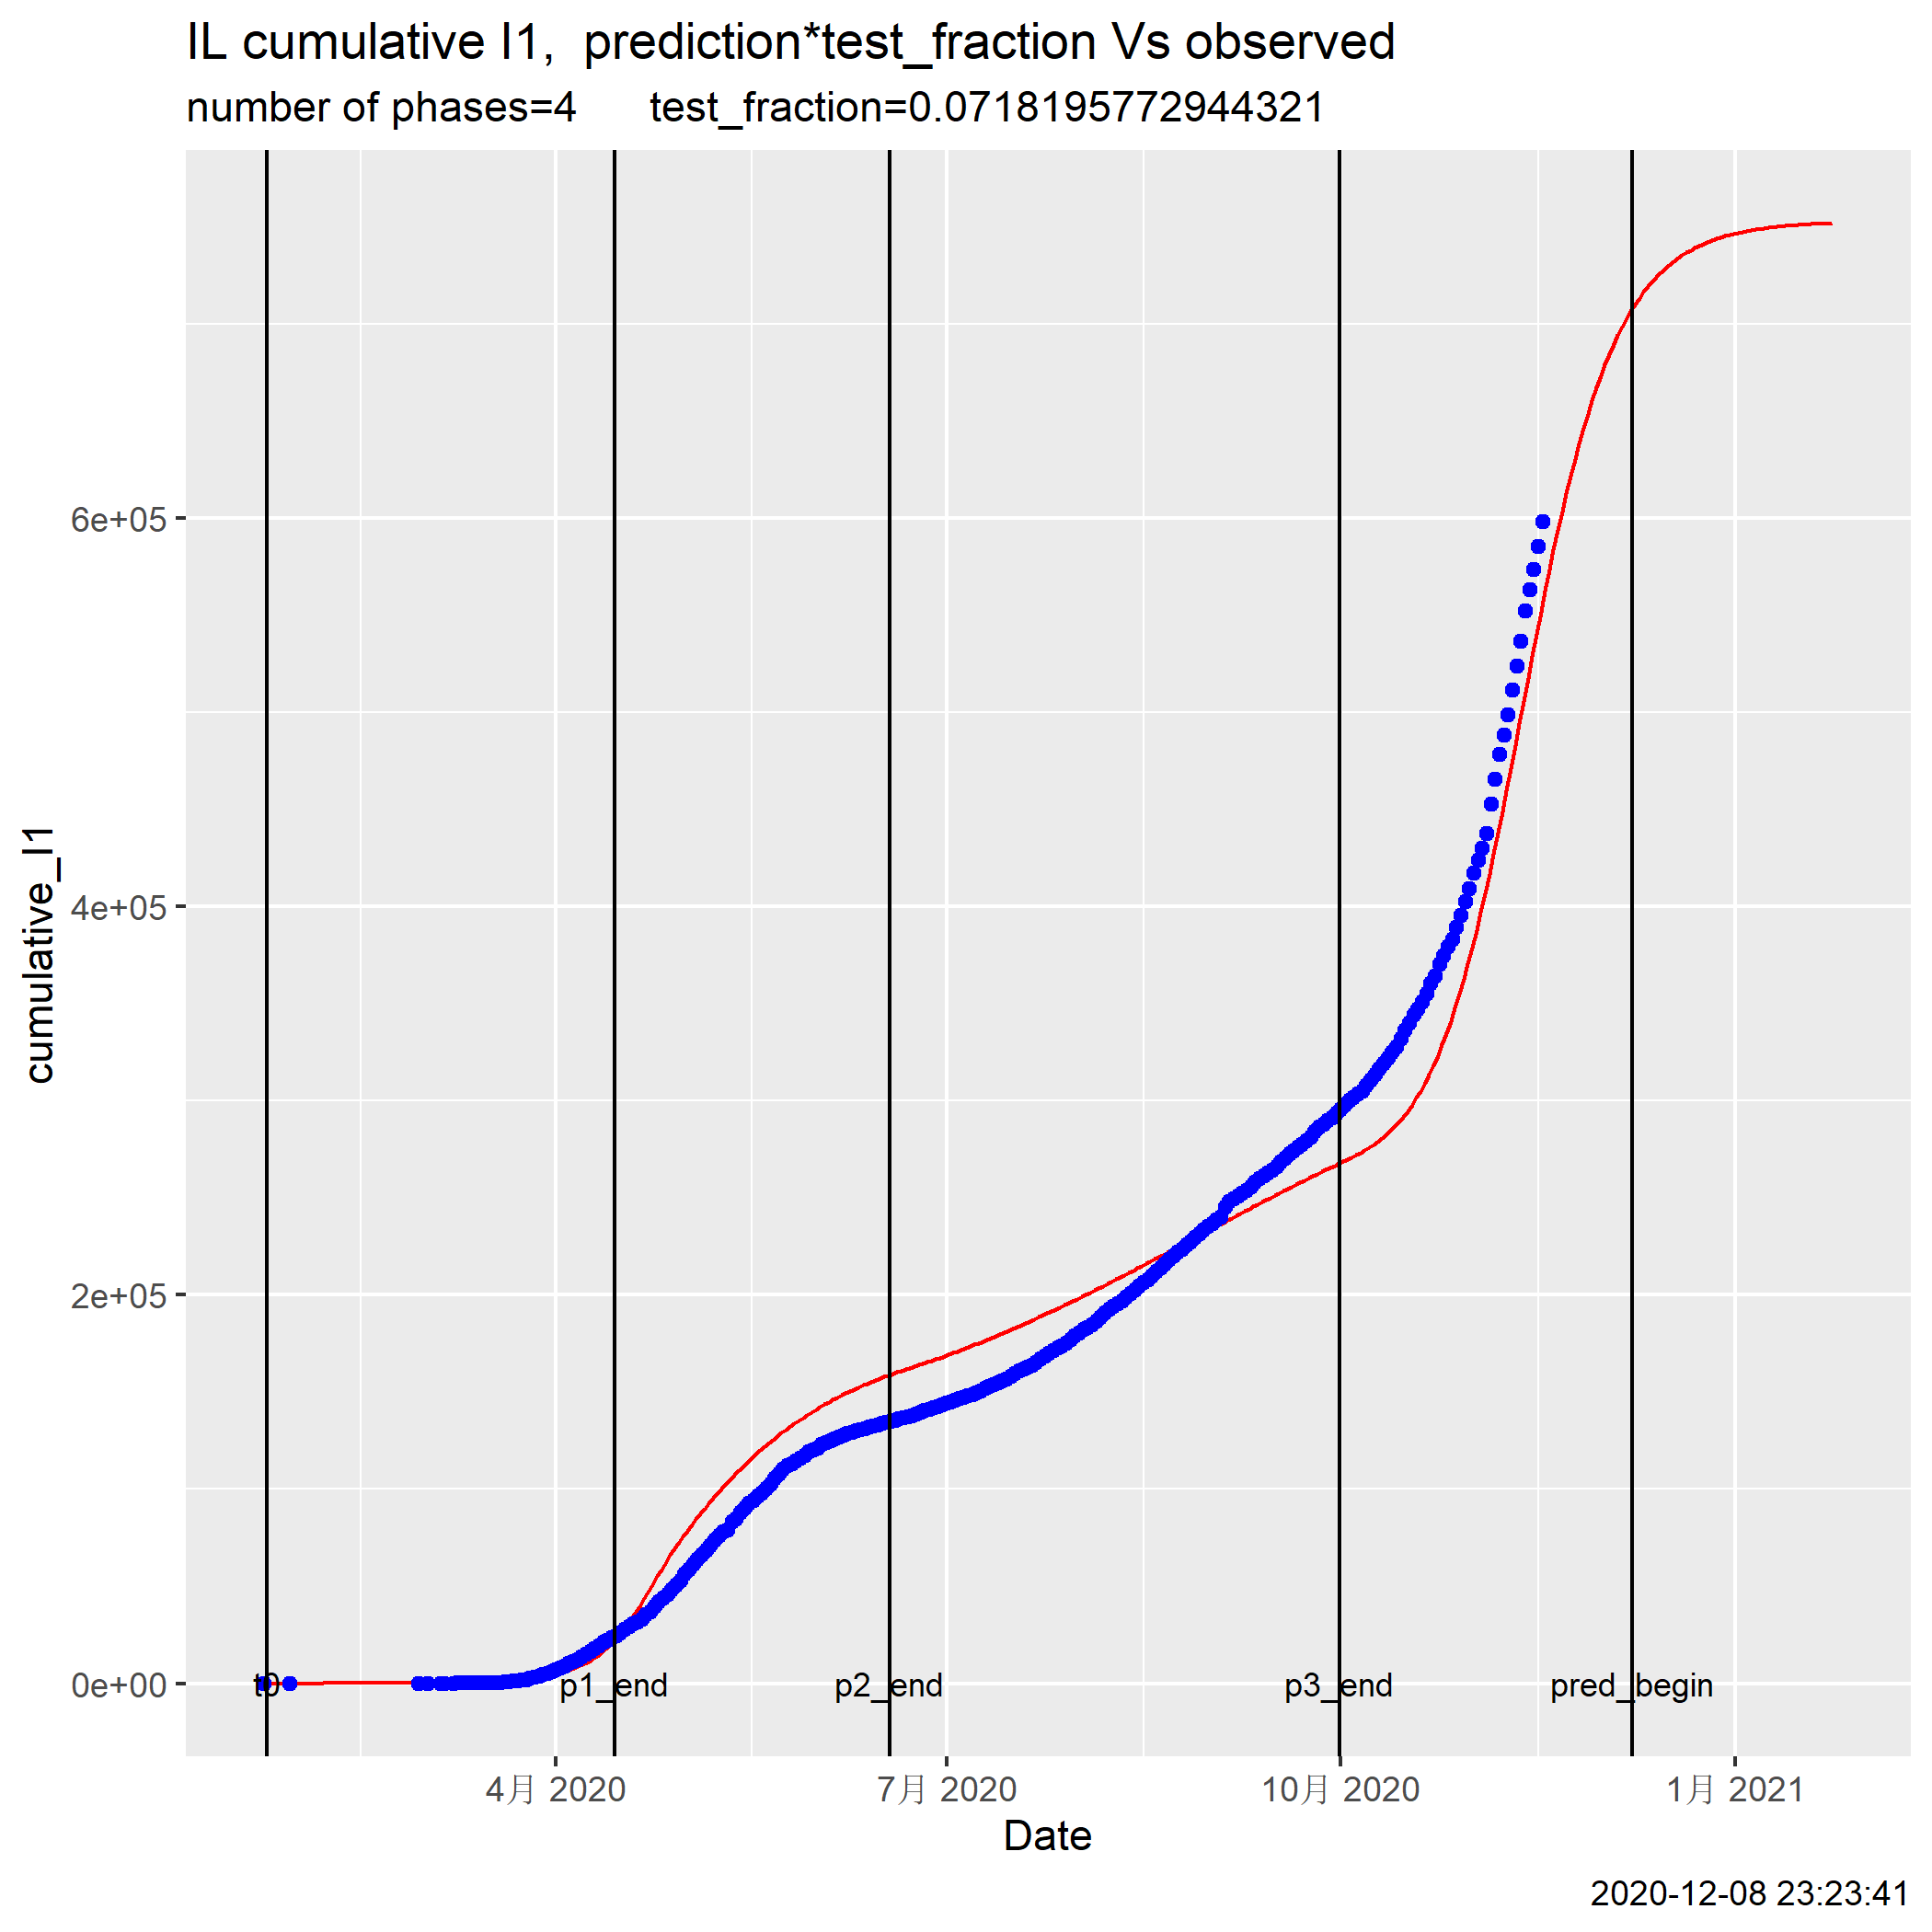 IL cumulative I1,  prediction*test_fraction Vs observed
number of phases=4      test_fraction=0.0718195772944321
cumulative_I1
6e+05
4e+05
2e+05
0e+00
t0
p1_end
p2_end
p3_end
pred_begin
4月 2020
7月 2020
10月 2020
1月 2021
Date
2020-12-08 23:23:41